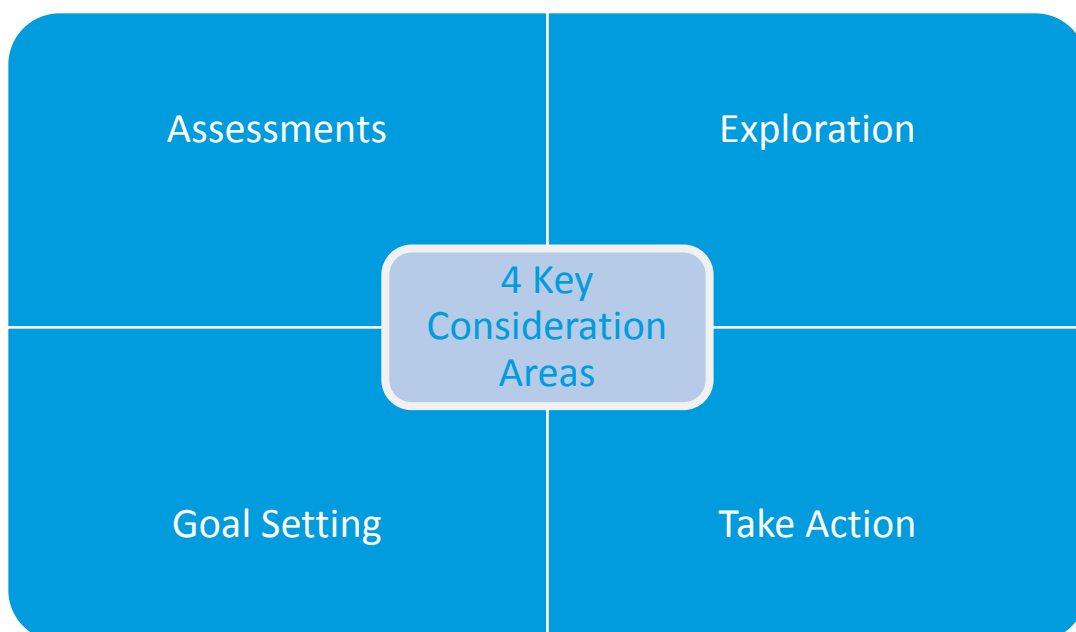 Assessments
Exploration
4 Key
Consideration
Areas
Goal Setting
Take Action